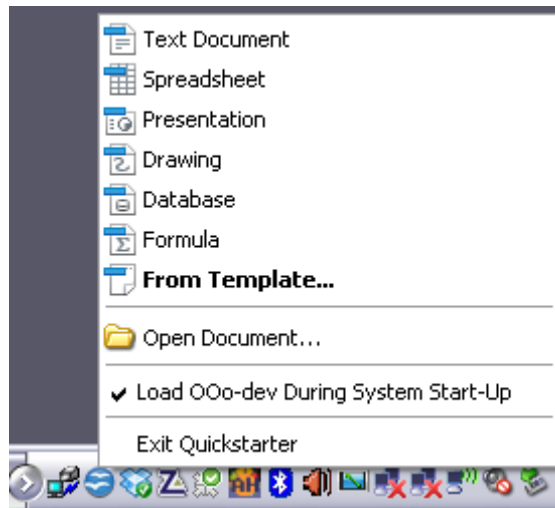 Text Document
Spreadsheet
Presentation
Drawing
Database
Formula
From Template...
Open Document...
Load OOo-dev During System Start-Up
Exit Quickstarter
AH